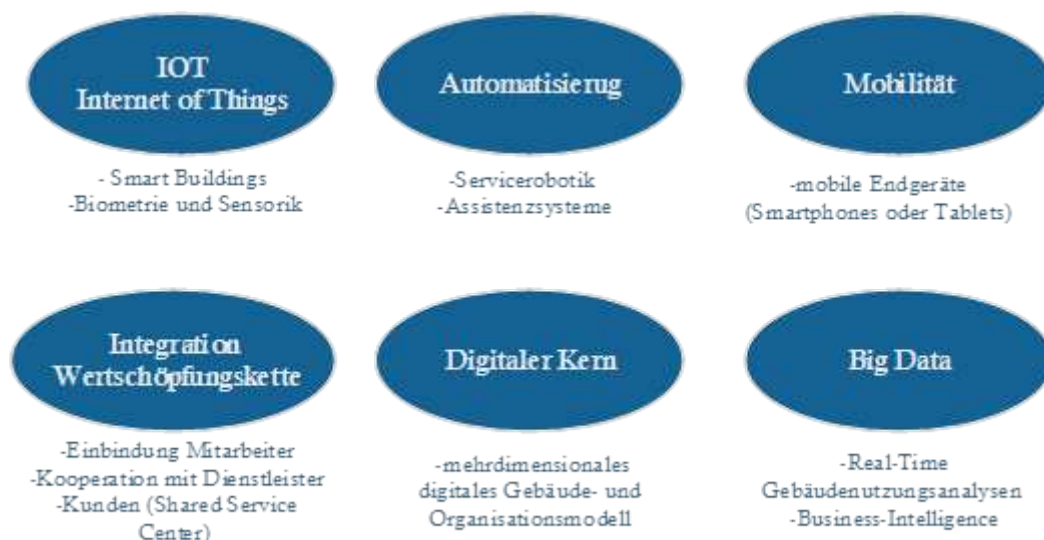 IOT
Internet of Things
- Smart Buildings
-Biometrie und Sensorik
Automatisierug
-Servicerobotik
-Assistenzsysteme
Mobilität
-mobile Endgeräte
(Smartphones oder Tablets)
Integration
Wertschöpfungskette
-Einbindung Mitarbeiter
-Kooperation mit Dienstleister
-Kunden (Shared Service
Center)
Digitaler Kern
-mehrdimensionales
digitales Gebäude- und
Organisationsmodell
Big Data
-Real-Time
Gebäudenutzungsanalysen
-Business-Intelligence